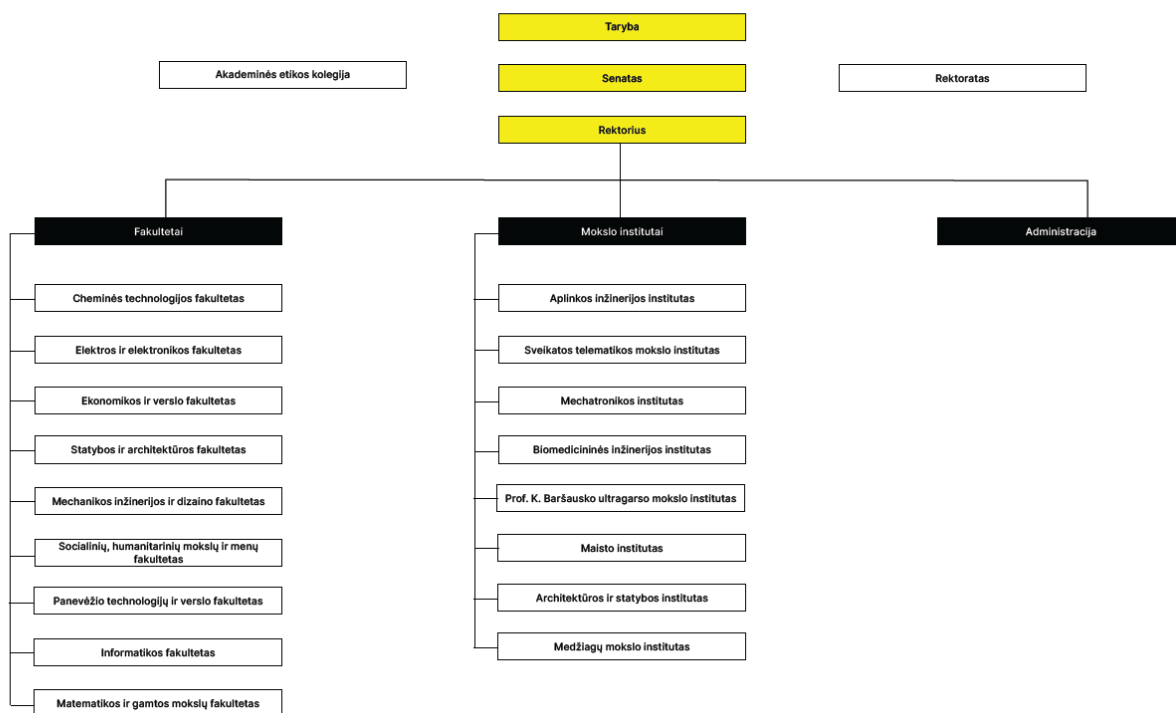 Taryba
Akademinės etikos kolegija
Senatas
Rektoratas
Rektorius
Fakultetai
Mokslo institutai
Administracija
Cheminės technologijos fakultetas
Elektros ir elektronikos fakultetas
Ekonomikos ir verslo fakultetas
Statybos ir architektūros fakultetas
Mechanikos inžinerijos ir dizaino fakultetas
Socialinių, humanitarinių mokslų ir menų
fakultetas
Panevėžio technologijų ir verslo fakultetas
Informatikos fakultetas
Matematikos ir gamtos mokslų fakultetas
Aplinkos inžinerijos institutas
Sveikatos telematikos mokslo institutas
Mechatronikos institutas
Biomedicininės inžinerijos institutas
Prof. K. Baršausko ultragarso mokslo institutas
Maisto institutas
Architektūros ir statybos institutas
Medžiagų mokslo institutas